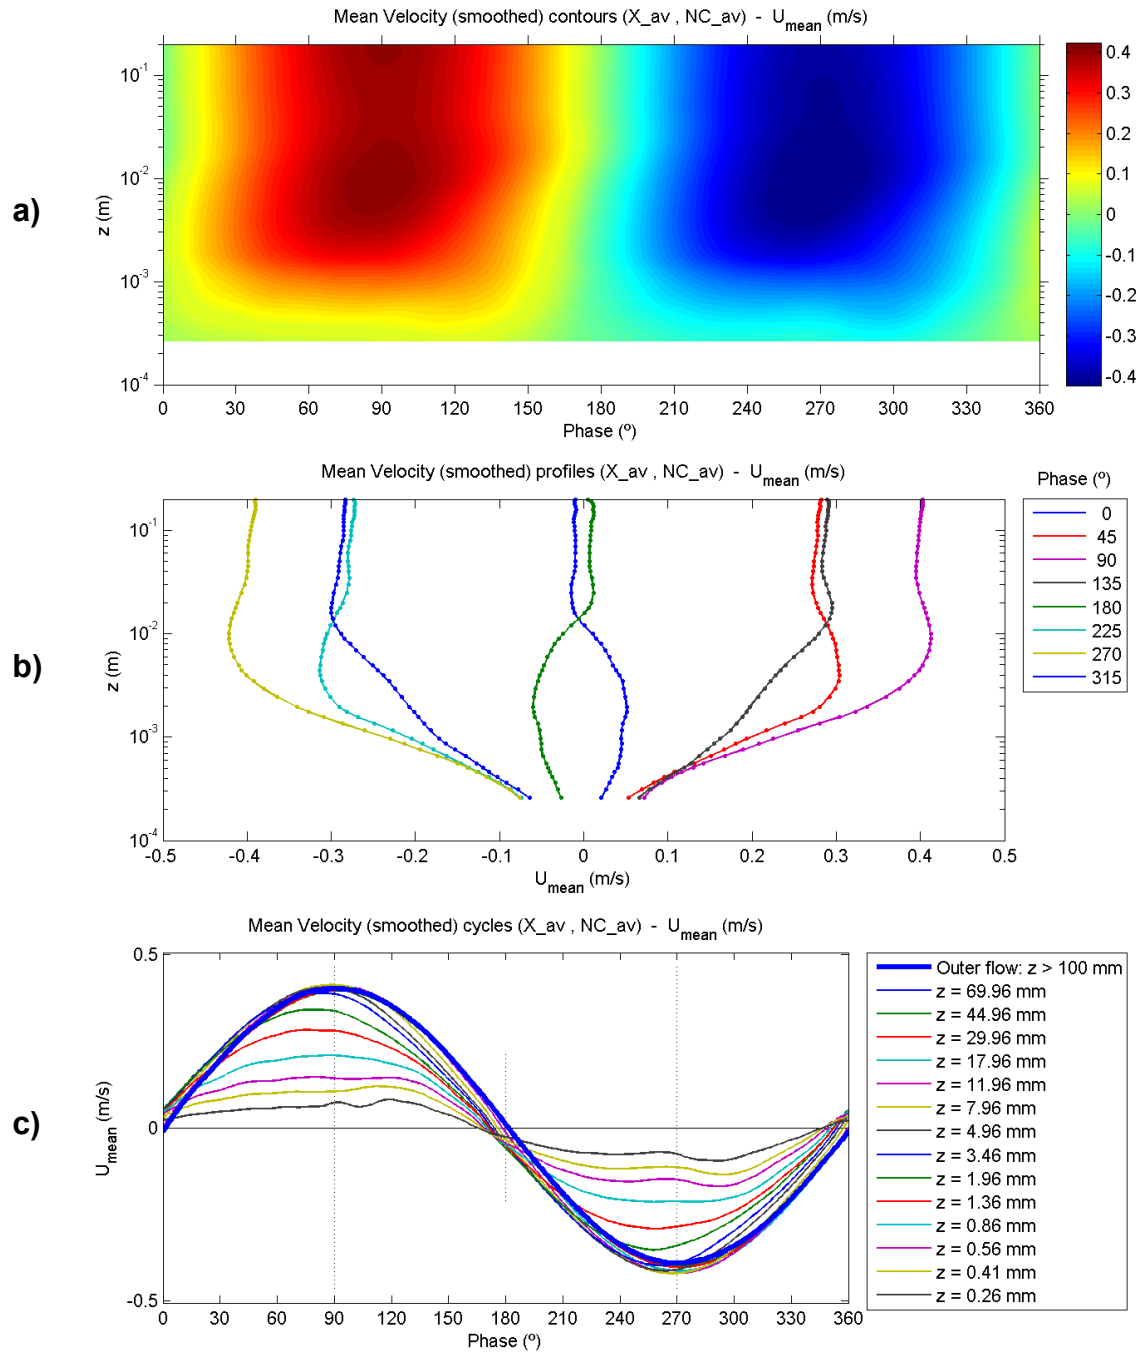 Mean Velocity (smoothed) contours (X_av , NC_av) - U_mean (m/s)
a)
z (m)
10^-1
10^-2
10^-3
10^-4
0 30 60 90 120 150 180 210 240 270 300 330 360
Phase (º)
0.4
0.3
0.2
0.1
0
-0.1
-0.2
-0.3
-0.4
Mean Velocity (smoothed) profiles (X_av , NC_av) - U_mean (m/s)
b)
z (m)
10^-1
10^-2
10^-3
10^-4
-0.5 -0.4 -0.3 -0.2 -0.1 0 0.1 0.2 0.3 0.4 0.5
U_mean (m/s)
Phase (º)
0
45
90
135
180
225
270
315
Mean Velocity (smoothed) cycles (X_av , NC_av) - U_mean (m/s)
c)
U_mean (m/s)
0.5
0
-0.5
0 30 60 90 120 150 180 210 240 270 300 330 360
Phase (º)
Outer flow: z > 100 mm
z = 69.96 mm
z = 44.96 mm
z = 29.96 mm
z = 17.96 mm
z = 11.96 mm
z = 7.96 mm
z = 4.96 mm
z = 3.46 mm
z = 1.96 mm
z = 1.36 mm
z = 0.86 mm
z = 0.56 mm
z = 0.41 mm
z = 0.26 mm